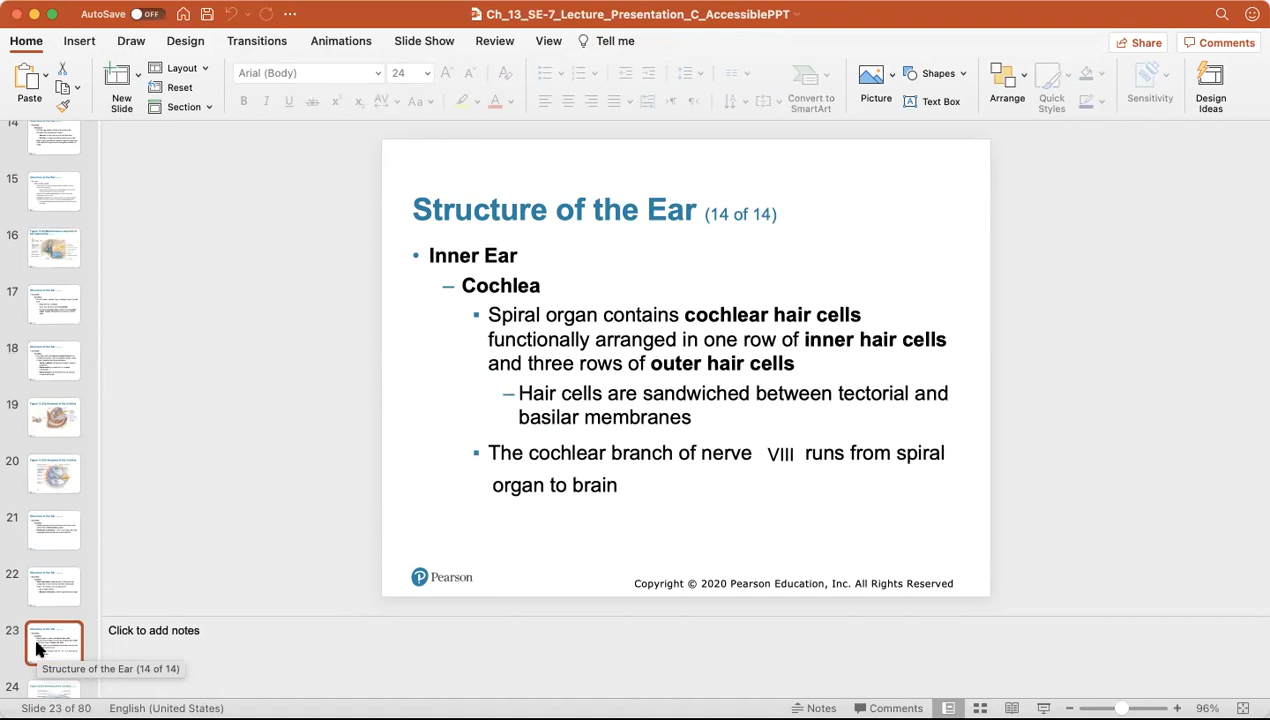 AutoSave OFF
Ch_13_SE-7_Lecture_Presentation_C_AccessiblePPT
Home Insert Draw Design Transitions Animations Slide Show Review View Tell me
Share Comments
Paste
New Slide
Layout
Reset
Section
Arial (Body) 24
Convert to SmartArt
Picture
Shapes
Text Box
Arrange
Quick Styles
Sensitivity
Design Ideas
14
15
16
17
18
19
20
21
22
23
24
Structure of the Ear (14 of 14)
• Inner Ear
– Cochlea
▪ Spiral organ contains cochlear hair cells
functionally arranged in one row of inner hair cells
and three rows of outer hair cells
– Hair cells are sandwiched between tectorial and
basilar membranes
▪ The cochlear branch of nerve VIII runs from spiral
organ to brain
Pearson
Copyright © 2020 Pearson Education, Inc. All Rights Reserved
Click to add notes
Structure of the Ear (14 of 14)
Slide 23 of 80 English (United States) Notes Comments 96%